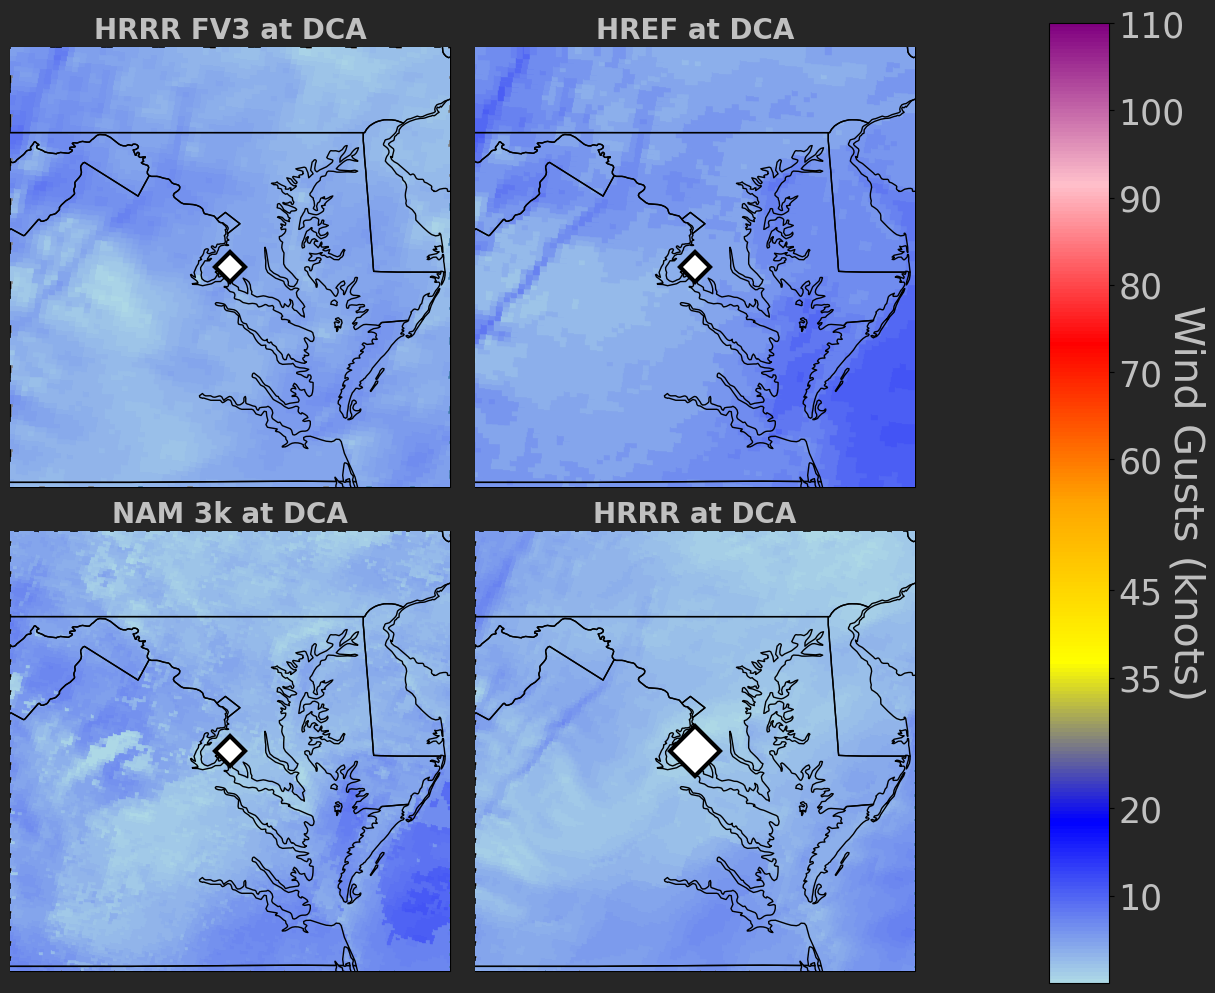 HRRR FV3 at DCA
HREF at DCA
NAM 3k at DCA
HRRR at DCA
110
100
90
80
70
60
45
35
20
10
Wind Gusts (knots)